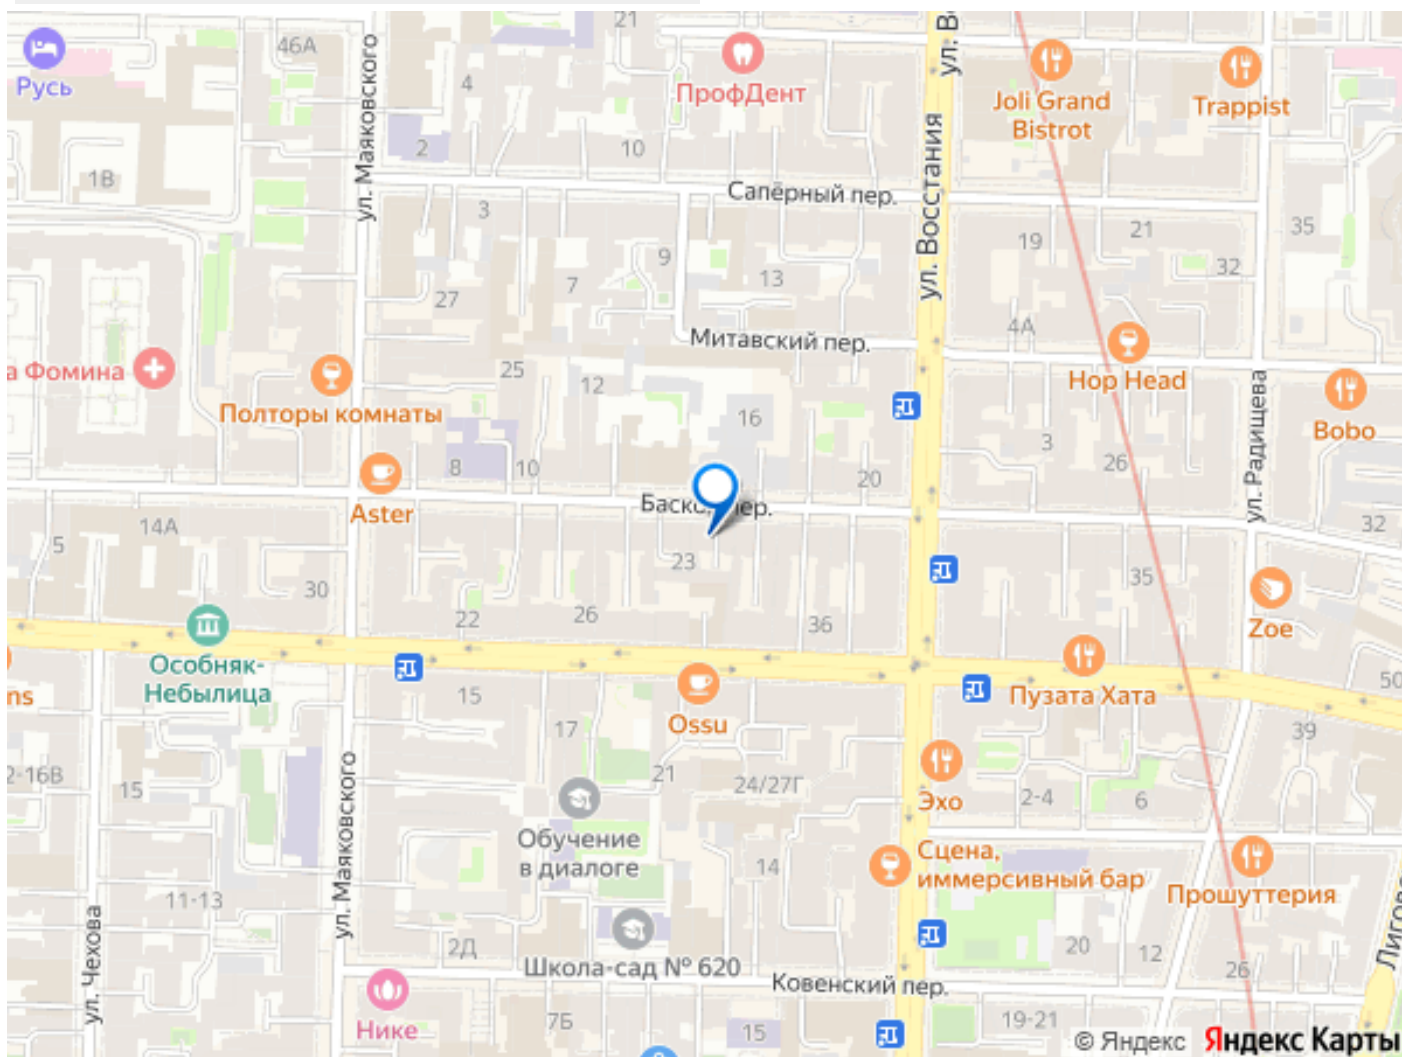 21
46А
Русь
ул. Маяковского
4
ПрофДент
ул. В
Joli Grand
Bistrot
Trappist
2
10
1В
Сапёрный пер.
ул. Восстания
3
9
7
13
27
19
21
35
32
Митавский пер.
4А
а Фомина
Полторы комнаты
25
12
16
Hop Head
ул. Радищева
Bobo
8
10
20
3
26
Aster
Баско
пер.
14А
5
23
32
30
22
26
36
35
Zoe
Особняк-
Небылица
ns
15
Ossu
Пузата Хата
50
17
39
2-16В
15
21
24/27Г
Эхо
2-4
6
Обучение
в диалоге
ул. Маяковского
14
Сцена,
иммерсивный бар
Прошуттерия
11-13
ул. Чехова
2Д
Школа-сад № 620
20
12
26
Лигово
Ковенский пер.
Нике
7Б
15
19-21
© Яндекс Яндекс Карты